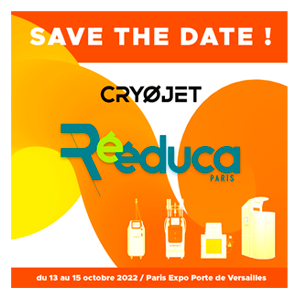 SAVE THE DATE !
CRYØJET
Rééduca
PARIS
du 13 au 15 octobre 2022 / Paris Expo Porte de Versailles